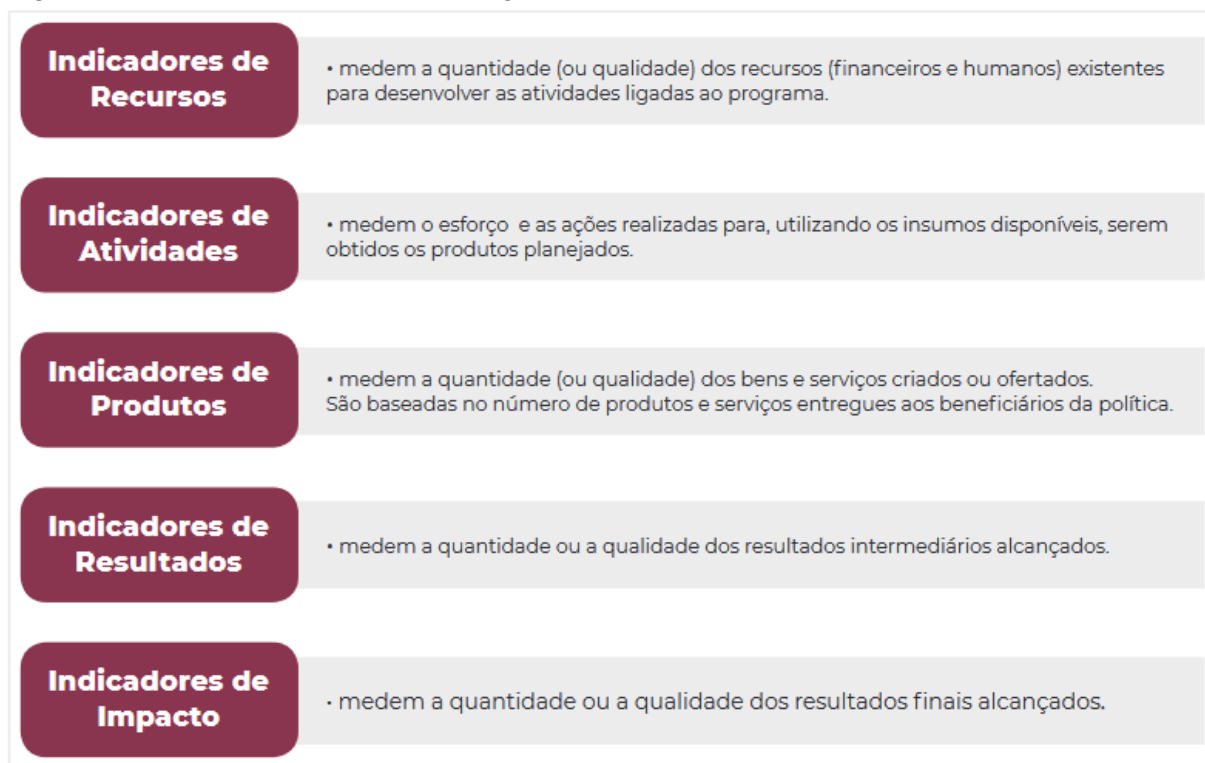 Indicadores de
Recursos
• medem a quantidade (ou qualidade) dos recursos (financeiros e humanos) existentes
para desenvolver as atividades ligadas ao programa.
Indicadores de
Atividades
• medem o esforço e as ações realizadas para, utilizando os insumos disponíveis, serem
obtidos os produtos planejados.
Indicadores de
Produtos
• medem a quantidade (ou qualidade) dos bens e serviços criados ou ofertados.
São baseadas no número de produtos e serviços entregues aos beneficiários da política.
Indicadores de
Resultados
• medem a quantidade ou a qualidade dos resultados intermediários alcançados.
Indicadores de
Impacto
• medem a quantidade ou a qualidade dos resultados finais alcançados.